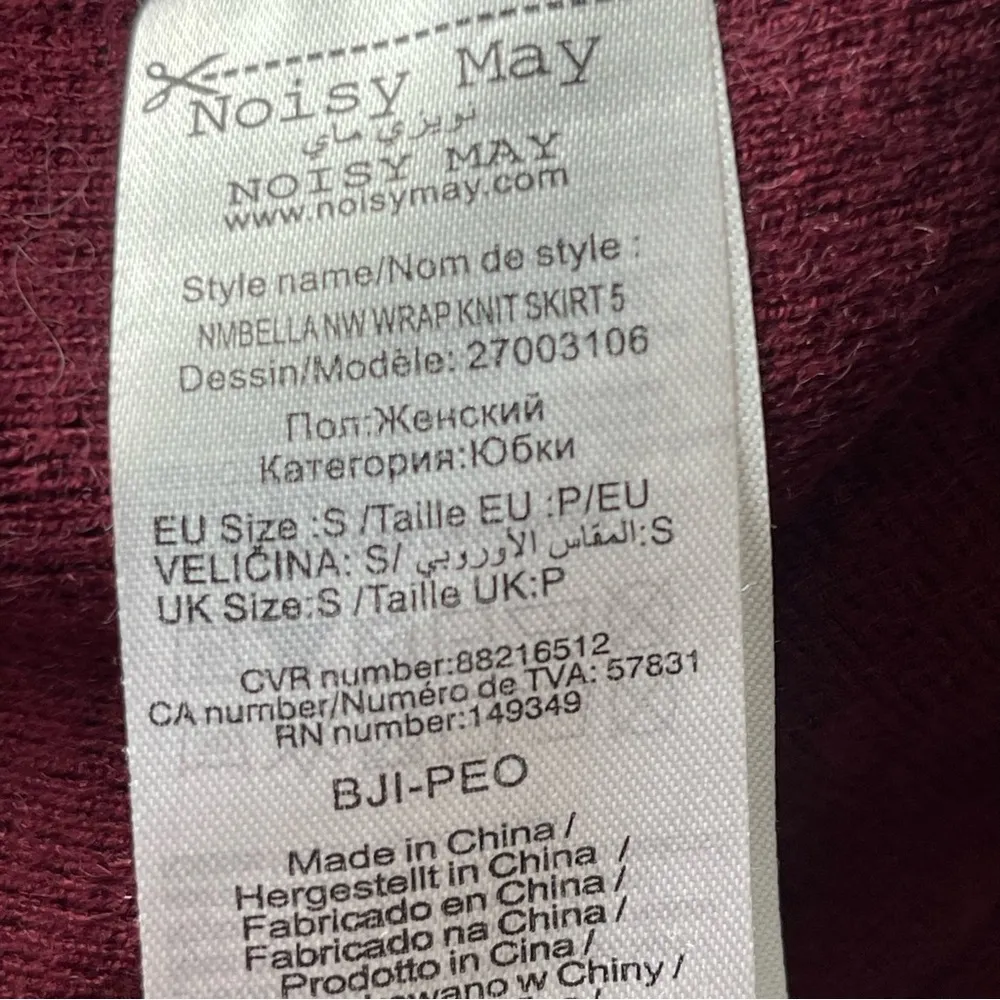 Noisy May
نويزي ماي
NOISY MAY
www.noisymay.com
Style name/Nom de style :
NMBELLA NW WRAP KNIT SKIRT 5
Dessin/Modèle: 27003106
Пол:Женский
Категория:Юбки
EU Size :S /Taille EU :P/EU
VELIČINA: S/ المقاس الأوروبي:S
UK Size:S /Taille UK:P
CVR number:88216512
CA number/Numéro de TVA: 57831
RN number:149349
BJI-PEO
Made in China /
Hergestellt in China /
Fabricado en China /
Fabricado na China /
Prodotto in Cina /
w Chiny /